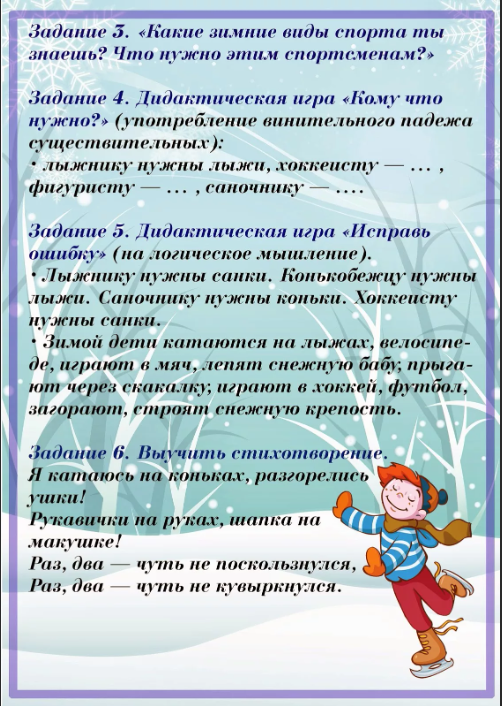 Задание 3. «Какие зимние виды спорта ты
знаешь? Что нужно этим спортсменам?»
Задание 4. Дидактическая игра «Кому что
нужно?» (употребление винительного падежа
существительных):
• лыжнику нужны лыжи, хоккеисту — ... ,
фигуристу — ... , саночнику — ....
Задание 5. Дидактическая игра «Исправь
ошибку» (на логическое мышление).
• Лыжнику нужны санки. Конькобежцу нужны
лыжи. Саночнику нужны коньки. Хоккеисту
нужны санки.
• Зимой дети катаются на лыжах, велосипе-
де, играют в мяч, лепят снежную бабу, прыга-
ют через скакалку, играют в хоккей, футбол,
загорают, строят снежную крепость.
Задание 6. Выучить стихотворение.
Я катаюсь на коньках, разгорелись
ушки!
Рукавички на руках, шапка на
макушке!
Раз, два — чуть не поскользнулся,
Раз, два — чуть не кувыркнулся.